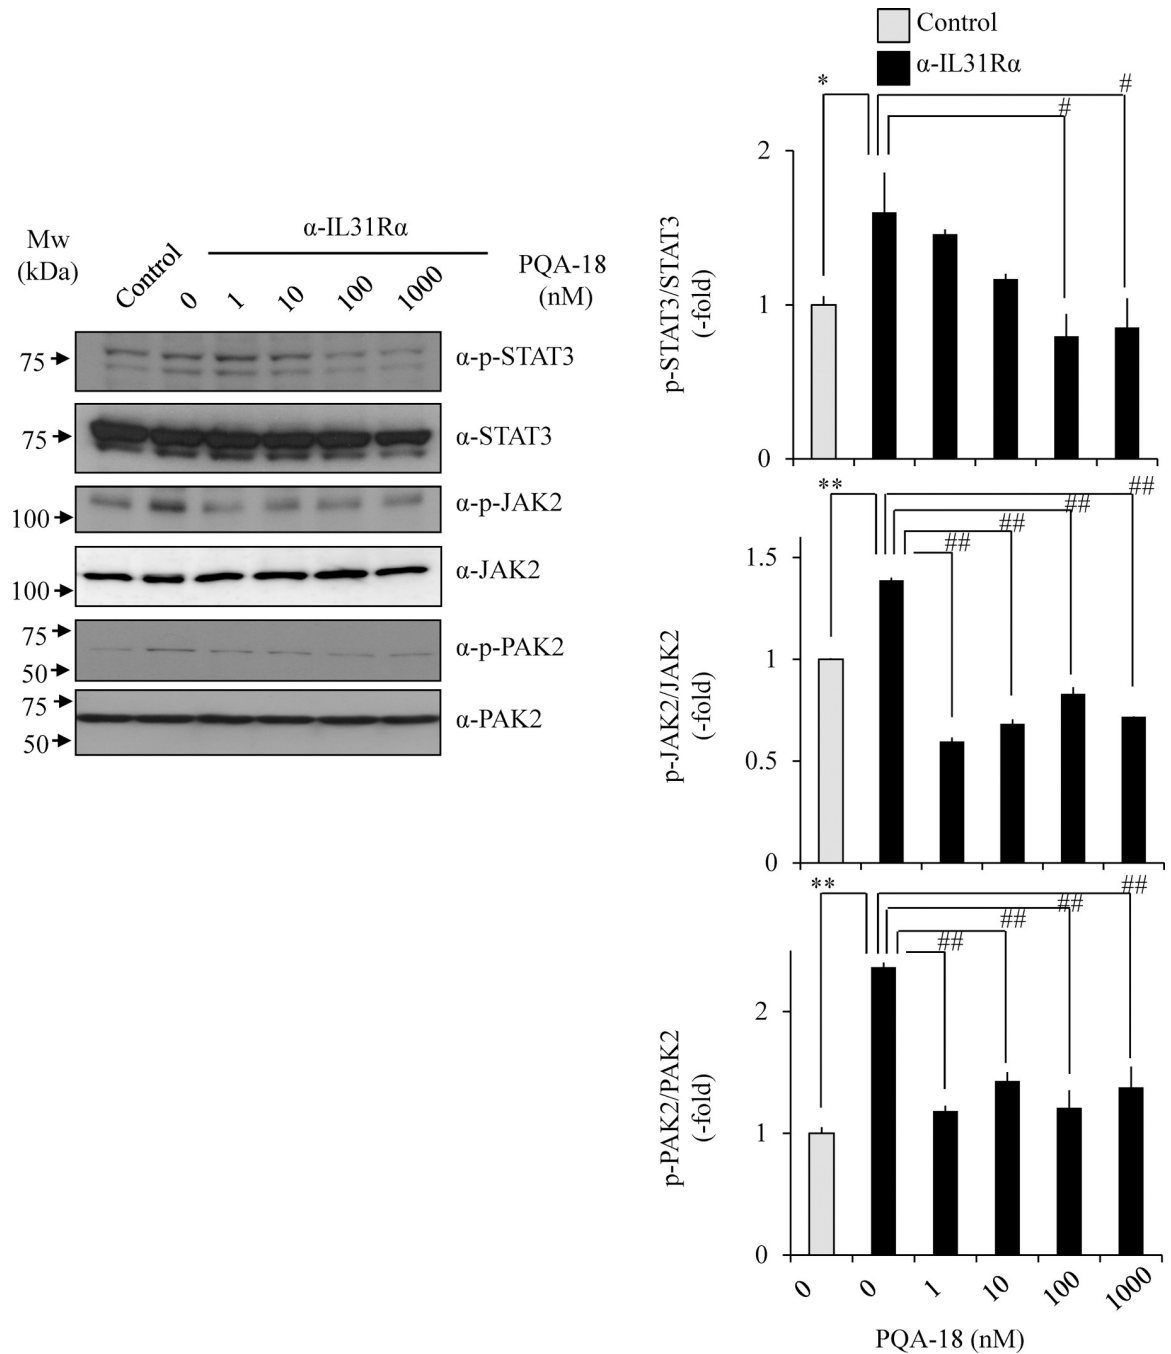 Mw
(kDa)
Control
α-IL31Rα
0
1
10
100
1000
PQA-18
(nM)
75
α-p-STAT3
75
α-STAT3
100
α-p-JAK2
100
α-JAK2
75
50
α-p-PAK2
75
50
α-PAK2
Control
α-IL31Rα
*
#
#
2
1
0
p-STAT3/STAT3
(-fold)
**
##
##
##
##
1.5
1
0.5
0
p-JAK2/JAK2
(-fold)
**
##
##
##
##
2
1
0
p-PAK2/PAK2
(-fold)
0
0
1
10
100
1000
PQA-18 (nM)